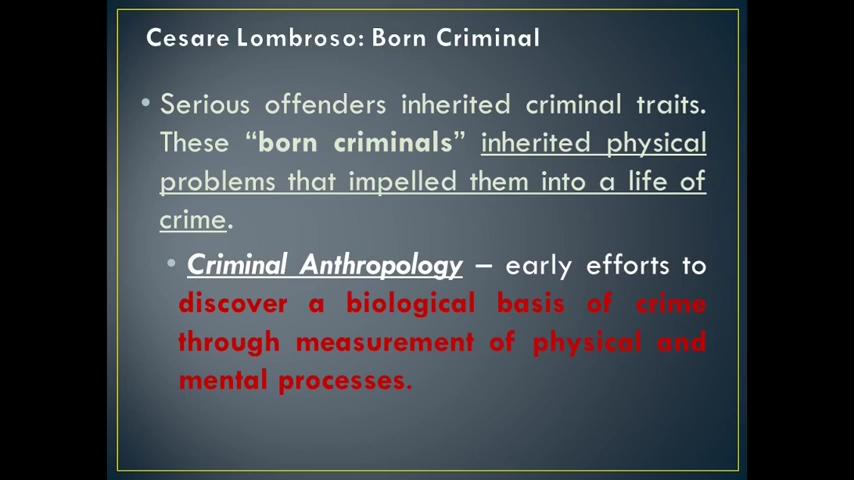 Cesare Lombroso: Born Criminal
• Serious offenders inherited criminal traits.
These “born criminals” inherited physical
problems that impelled them into a life of
crime.
• Criminal Anthropology – early efforts to
discover a biological basis of crime
through measurement of physical and
mental processes.